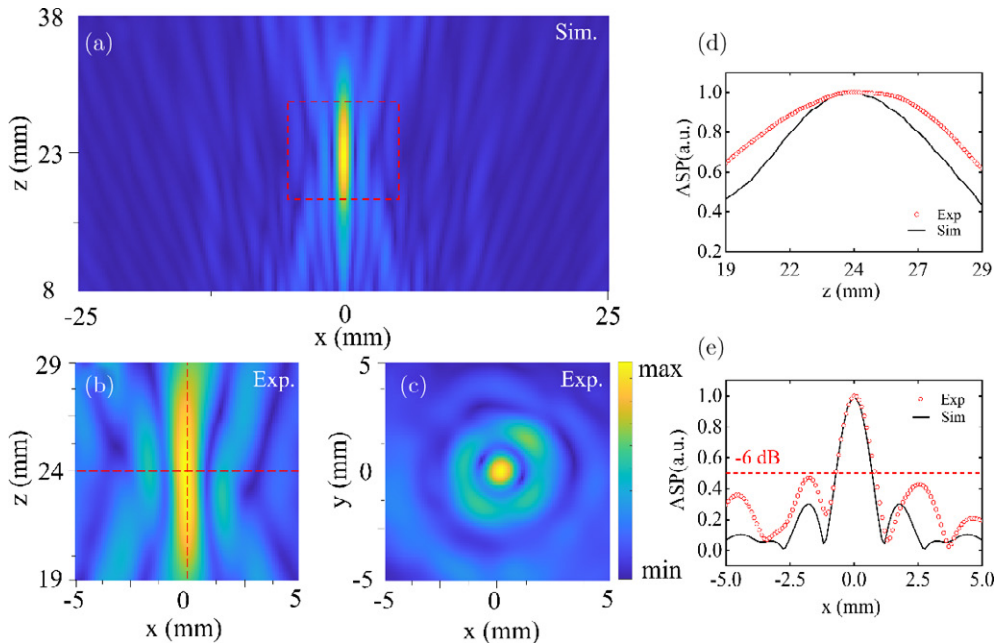 (a)
Sim.
38
23
8
z (mm)
-25
0
25
x (mm)
(b)
Exp.
29
24
19
z (mm)
-5
0
5
x (mm)
(c)
Exp.
5
0
-5
y (mm)
-5
0
5
x (mm)
max
min
(d)
1.0
0.8
0.6
0.4
0.2
ASP(a.u.)
Exp
Sim
19
22
24
27
29
z (mm)
(e)
1.0
0.8
0.6
0.4
0.2
0.0
ASP(a.u.)
Exp
Sim
-6 dB
-5.0
-2.5
0.0
2.5
5.0
x (mm)